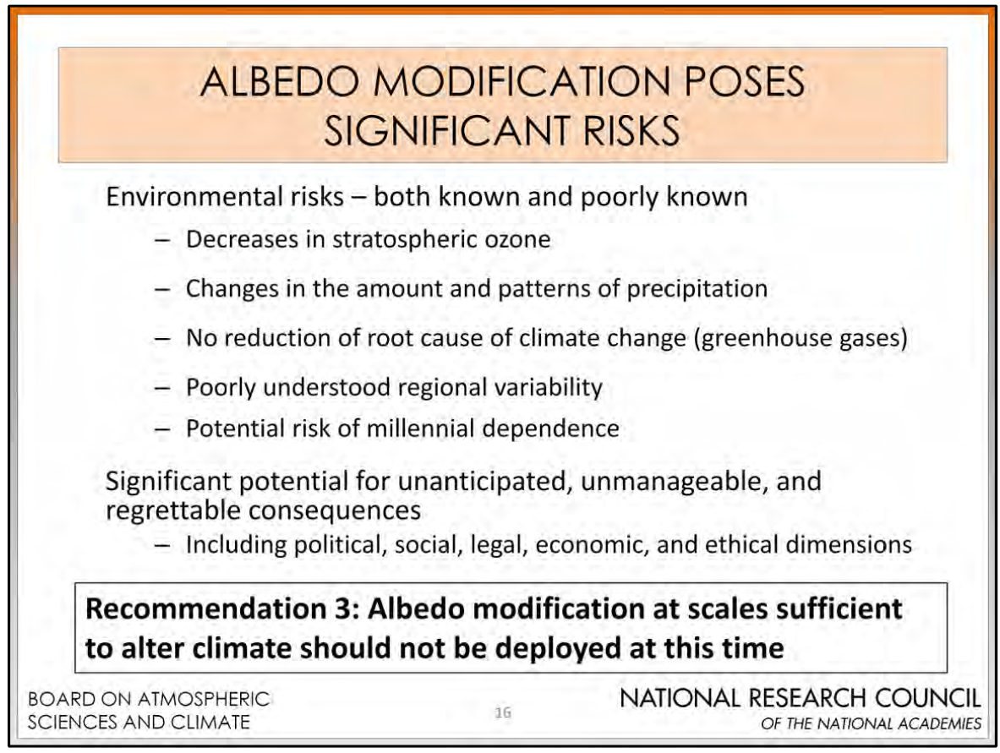 ALBEDO MODIFICATION POSES
SIGNIFICANT RISKS
Environmental risks – both known and poorly known
– Decreases in stratospheric ozone
– Changes in the amount and patterns of precipitation
– No reduction of root cause of climate change (greenhouse gases)
– Poorly understood regional variability
– Potential risk of millennial dependence
Significant potential for unanticipated, unmanageable, and
regrettable consequences
– Including political, social, legal, economic, and ethical dimensions
Recommendation 3: Albedo modification at scales sufficient
to alter climate should not be deployed at this time
BOARD ON ATMOSPHERIC
SCIENCES AND CLIMATE
16
NATIONAL RESEARCH COUNCIL
OF THE NATIONAL ACADEMIES